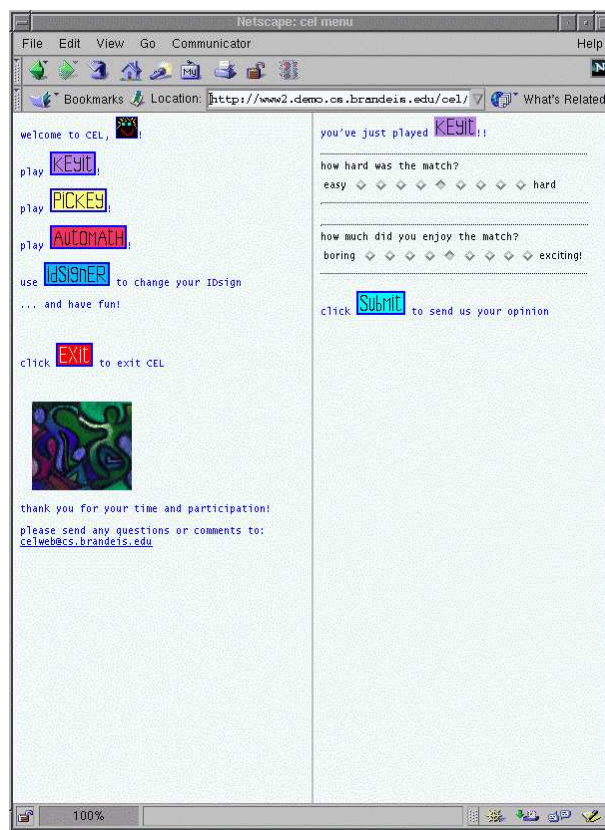 Netscape: cel menu
File Edit View Go Communicator Help
My N
Bookmarks Location: http://www2.demo.cs.brandeis.edu/cel/ What's Related
welcome to CEL, !
play KEYit!
play PICKEY!
play AUtOMAtH!
use IdSIgnER to change your IDsign
... and have fun!
click EXit to exit CEL
thank you for your time and participation!
please send any questions or comments to:
celweb@cs.brandeis.edu
you've just played KEYit!!
how hard was the match?
easy hard
how much did you enjoy the match?
boring exciting!
click SubMit to send us your opinion
100%